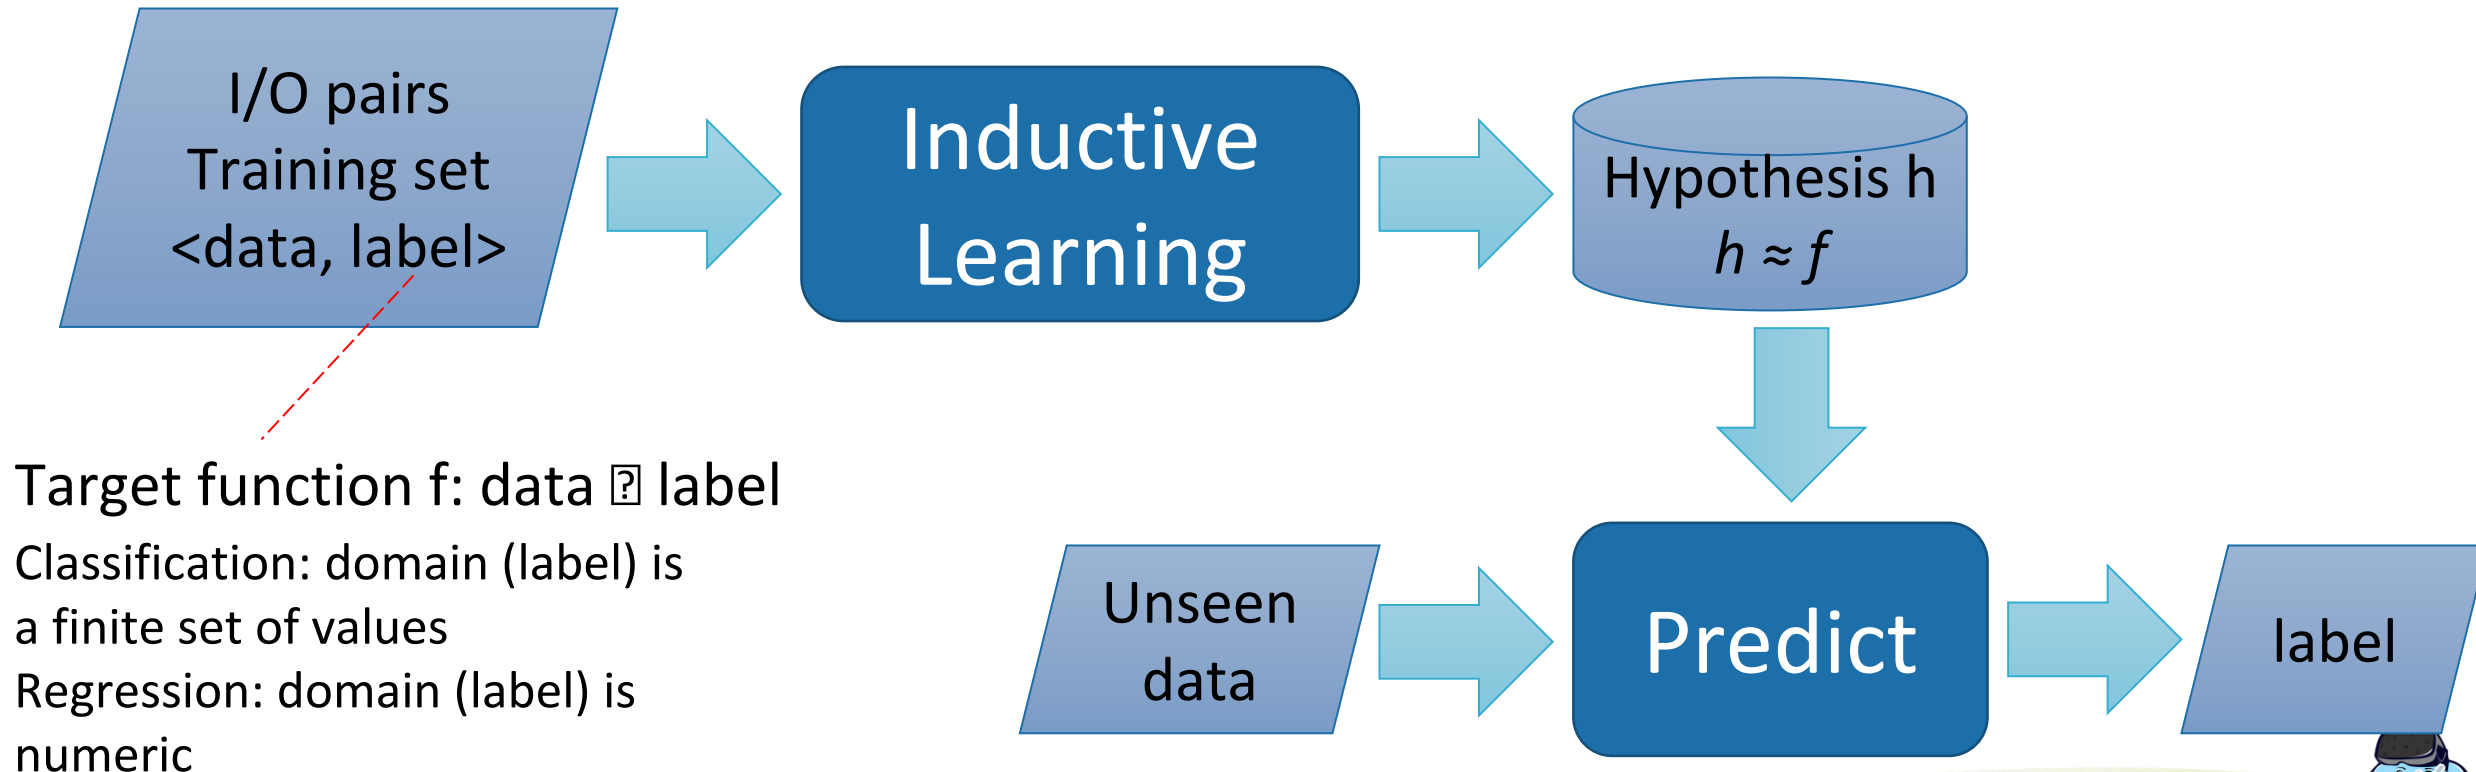 I/O pairs
Training set
<data, label>
Inductive
Learning
Hypothesis h
h ≈ f
Target function f: data ⍰ label
Classification: domain (label) is
a finite set of values
Regression: domain (label) is
numeric
Unseen
data
Predict
label